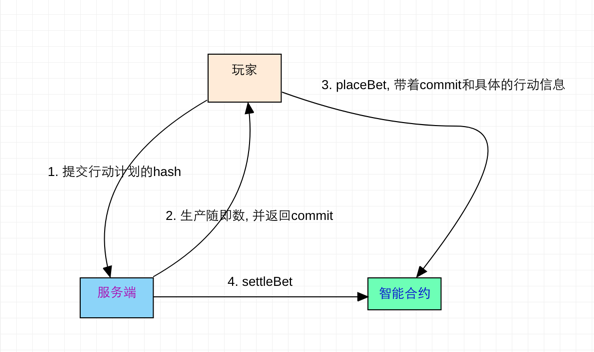 玩家
3. placeBet, 带着commit和具体的行动信息
1. 提交行动计划的hash
2. 生产随即数, 并返回commit
4. settleBet
服务端
智能合约